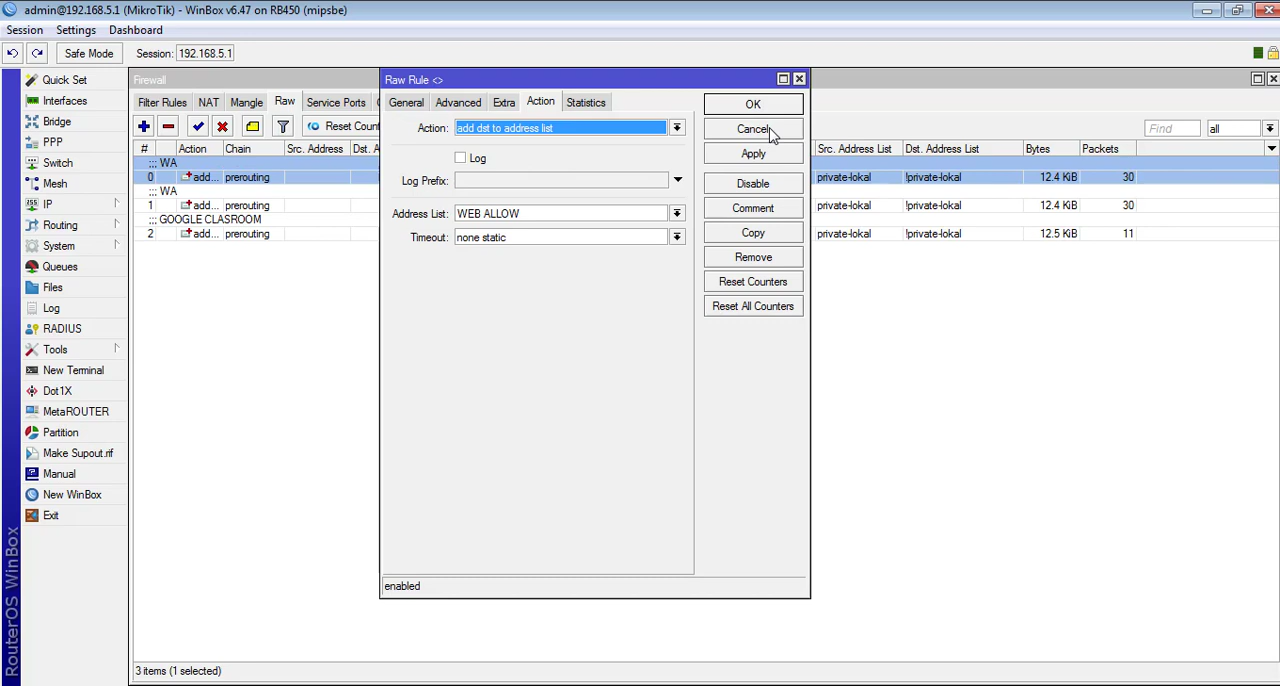 admin@192.168.5.1 (MikroTik) - WinBox v6.47 on RB450 (mipsbe)
Session Settings Dashboard
Safe Mode Session: 192.168.5.1
Quick Set
Interfaces
Bridge
PPP
Switch
Mesh
IP
Routing
System
Queues
Files
Log
RADIUS
Tools
New Terminal
Dot1X
MetaROUTER
Partition
Make Supout.rif
Manual
New WinBox
Exit
RouterOS WinBox
Firewall
Filter Rules NAT Mangle Raw Service Ports
Reset Count
Find all
# Action Chain Src. Address Dst. A Src. Address List Dst. Address List Bytes Packets
::: WA
0 add... prerouting private-lokal !private-lokal 12.4 KiB 30
::: WA
1 add... prerouting private-lokal !private-lokal 12.4 KiB 30
::: GOOGLE CLASROOM
2 add... prerouting private-lokal !private-lokal 12.5 KiB 11
3 items (1 selected)
Raw Rule <>
General Advanced Extra Action Statistics
Action: add dst to address list
Log
Log Prefix:
Address List: WEB ALLOW
Timeout: none static
OK
Cancel
Apply
Disable
Comment
Copy
Remove
Reset Counters
Reset All Counters
enabled